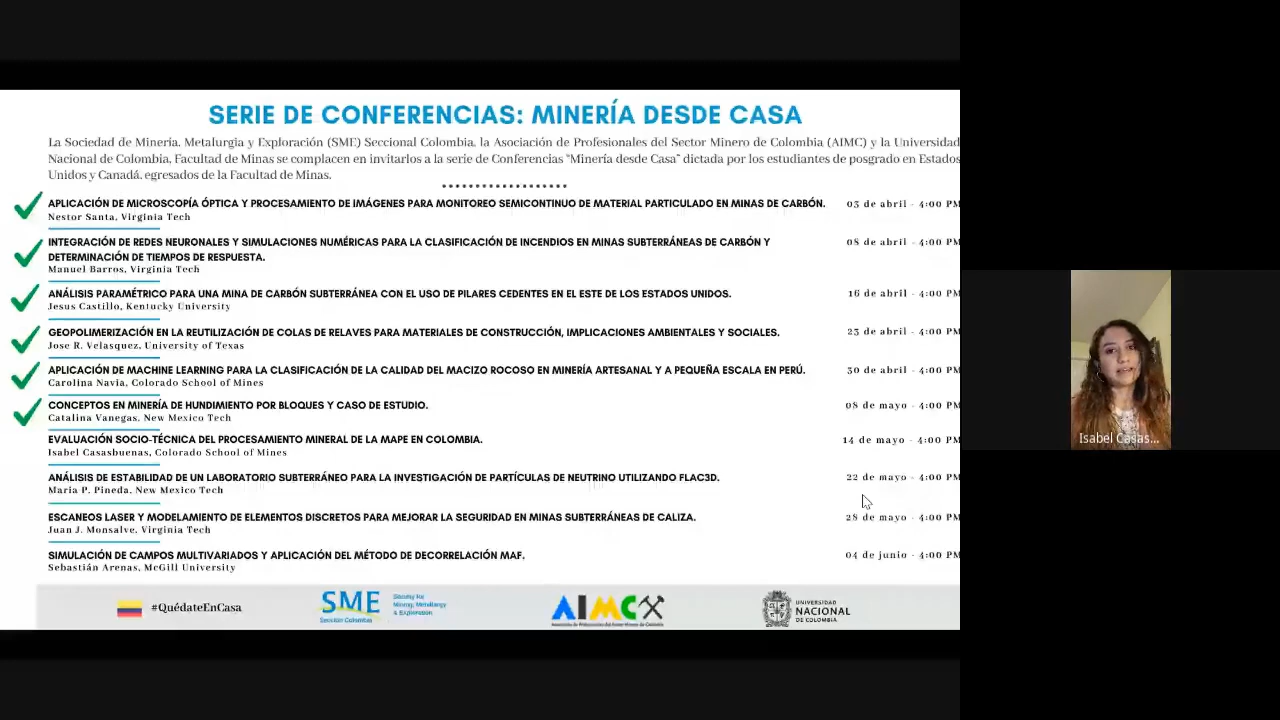 SERIE DE CONFERENCIAS: MINERÍA DESDE CASA
La Sociedad de Minería, Metalurgia y Exploración (SME) Seccional Colombia, la Asociación de Profesionales del Sector Minero de Colombia (AIMC) y la Universidad
Nacional de Colombia, Facultad de Minas se complacen en invitarlos a la serie de Conferencias "Minería desde Casa" dictada por los estudiantes de posgrado en Estados
Unidos y Canadá, egresados de la Facultad de Minas.
APLICACIÓN DE MICROSCOPÍA ÓPTICA Y PROCESAMIENTO DE IMÁGENES PARA MONITOREO SEMICONTINUO DE MATERIAL PARTICULADO EN MINAS DE CARBÓN. 03 de abril - 4:00 PM
Nestor Santa, Virginia Tech
INTEGRACIÓN DE REDES NEURONALES Y SIMULACIONES NUMÉRICAS PARA LA CLASIFICACIÓN DE INCENDIOS EN MINAS SUBTERRÁNEAS DE CARBÓN Y 08 de abril - 4:00 PM
DETERMINACIÓN DE TIEMPOS DE RESPUESTA.
Manuel Barros, Virginia Tech
ANÁLISIS PARAMÉTRICO PARA UNA MINA DE CARBÓN SUBTERRÁNEA CON EL USO DE PILARES CEDENTES EN EL ESTE DE LOS ESTADOS UNIDOS. 16 de abril - 4:00 PM
Jesus Castillo, Kentucky University
GEOPOLIMERIZACIÓN EN LA REUTILIZACIÓN DE COLAS DE RELAVES PARA MATERIALES DE CONSTRUCCIÓN, IMPLICACIONES AMBIENTALES Y SOCIALES. 23 de abril - 4:00 PM
Jose R. Velasquez, University of Texas
APLICACIÓN DE MACHINE LEARNING PARA LA CLASIFICACIÓN DE LA CALIDAD DEL MACIZO ROCOSO EN MINERÍA ARTESANAL Y A PEQUEÑA ESCALA EN PERÚ. 30 de abril - 4:00 PM
Carolina Navia, Colorado School of Mines
CONCEPTOS EN MINERÍA DE HUNDIMIENTO POR BLOQUES Y CASO DE ESTUDIO. 08 de mayo - 4:00 PM
Catalina Vanegas, New Mexico Tech
EVALUACIÓN SOCIO-TÉCNICA DEL PROCESAMIENTO MINERAL DE LA MAPE EN COLOMBIA. 14 de mayo - 4:00 PM
Isabel Casasbuenas, Colorado School of Mines
ANÁLISIS DE ESTABILIDAD DE UN LABORATORIO SUBTERRÁNEO PARA LA INVESTIGACIÓN DE PARTÍCULAS DE NEUTRINO UTILIZANDO FLAC3D. 22 de mayo - 4:00 PM
Maria P. Pineda, New Mexico Tech
ESCANEOS LASER Y MODELAMIENTO DE ELEMENTOS DISCRETOS PARA MEJORAR LA SEGURIDAD EN MINAS SUBTERRÁNEAS DE CALIZA. 28 de mayo - 4:00 PM
Juan J. Monsalve, Virginia Tech
SIMULACIÓN DE CAMPOS MULTIVARIADOS Y APLICACIÓN DEL MÉTODO DE DECORRELACIÓN MAF. 04 de junio - 4:00 PM
Sebastián Arenas, McGill University
#QuédateEnCasa
SME
Sección Colombia
Society for
Mining, Metallurgy
& Exploration
AIMC
UNIVERSIDAD
NACIONAL
DE COLOMBIA
Isabel Casas...